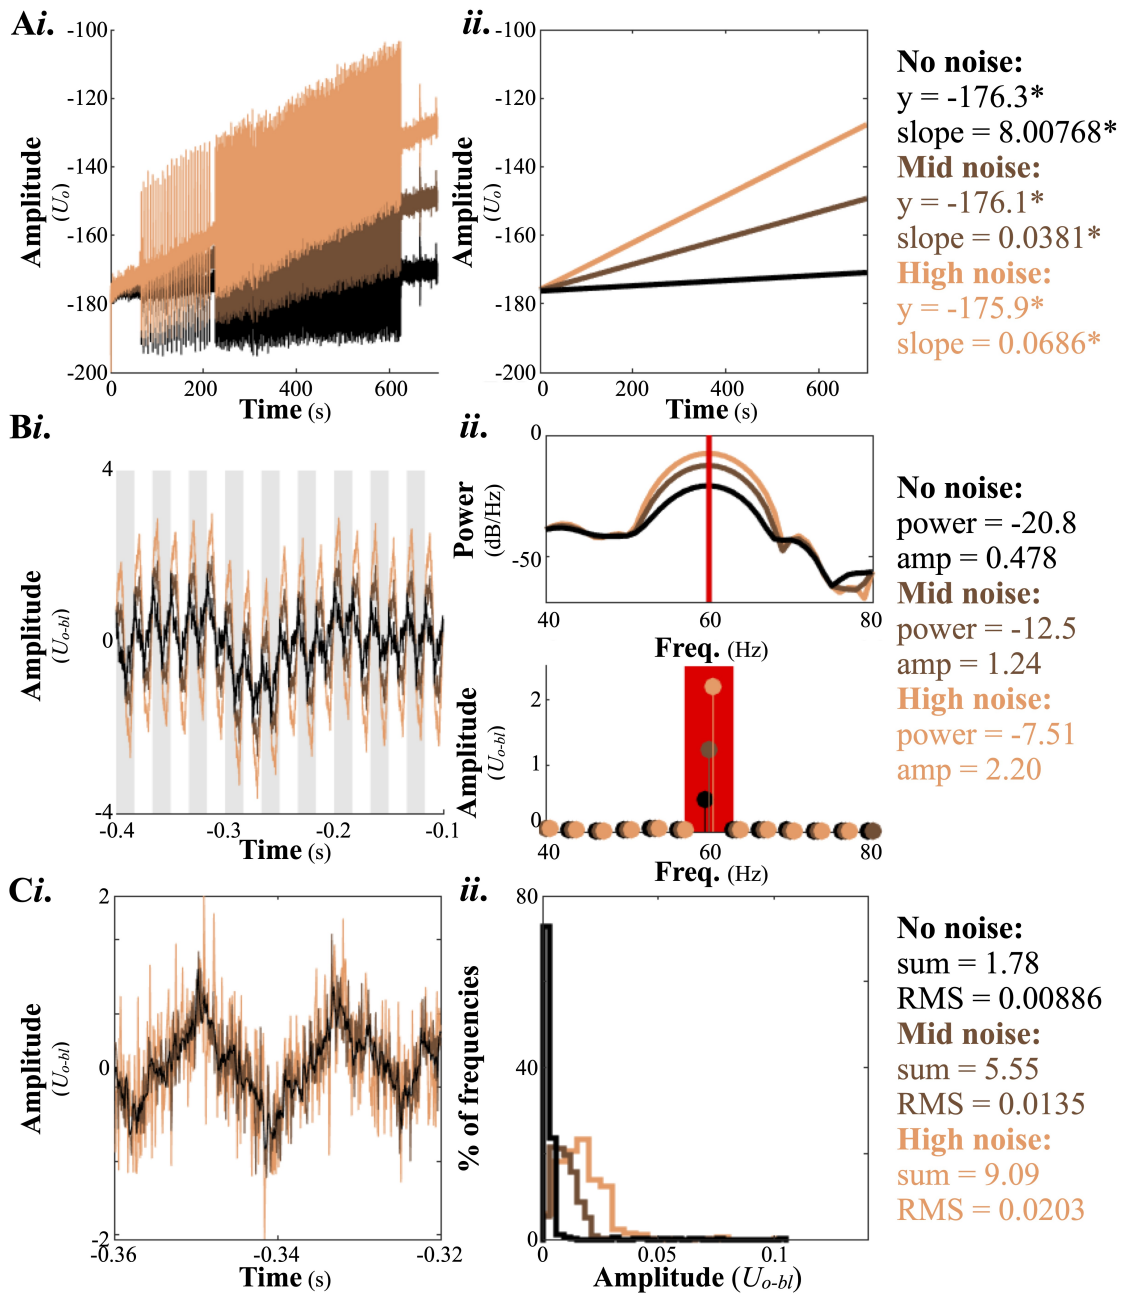 Ai.
-100
-120
-140
-160
-180
-200
Amplitude
(Uo)
0
200
400
600
Time (s)
ii.
-100
-120
-140
-160
-180
-200
Amplitude
(Uo)
0
200
400
600
Time (s)
No noise:
y = -176.3*
slope = 8.00768*
Mid noise:
y = -176.1*
slope = 0.0381*
High noise:
y = -175.9*
slope = 0.0686*
Bi.
4
0
-4
Amplitude
(Uo-bl)
-0.4
-0.3
-0.2
-0.1
Time (s)
ii.
0
-50
Power
(dB/Hz)
40
60
80
Freq. (Hz)
2
1
0
Amplitude
(Uo-bl)
40
60
80
Freq. (Hz)
No noise:
power = -20.8
amp = 0.478
Mid noise:
power = -12.5
amp = 1.24
High noise:
power = -7.51
amp = 2.20
Ci.
2
0
-2
Amplitude
(Uo-bl)
-0.36
-0.34
-0.32
Time (s)
ii.
80
40
0
% of frequencies
0
0.05
0.1
Amplitude (Uo-bl)
No noise:
sum = 1.78
RMS = 0.00886
Mid noise:
sum = 5.55
RMS = 0.0135
High noise:
sum = 9.09
RMS = 0.0203